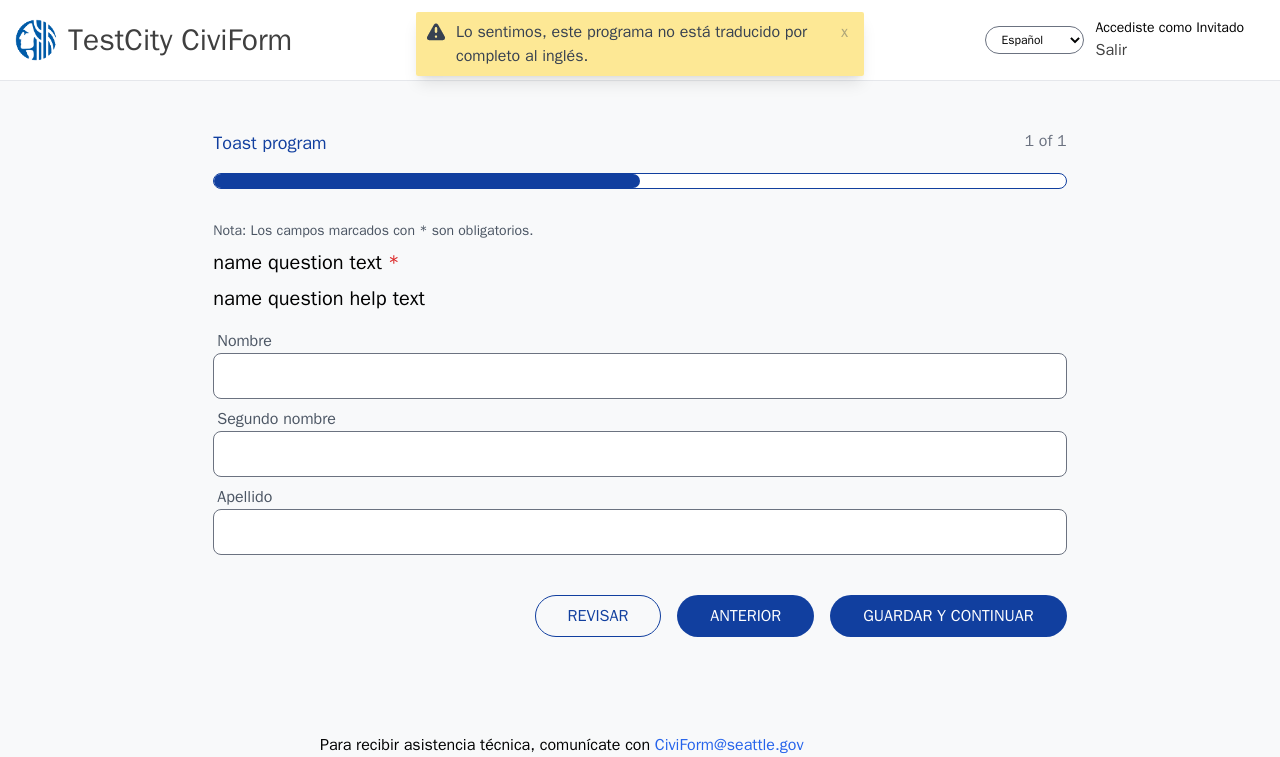 TestCity CiviForm
Lo sentimos, este programa no está traducido por
completo al inglés.
x
Español
Accediste como Invitado
Salir
Toast program
1 of 1
Nota: Los campos marcados con * son obligatorios.
name question text *
name question help text
Nombre
Segundo nombre
Apellido
REVISAR
ANTERIOR
GUARDAR Y CONTINUAR
Para recibir asistencia técnica, comunícate con CiviForm@seattle.gov